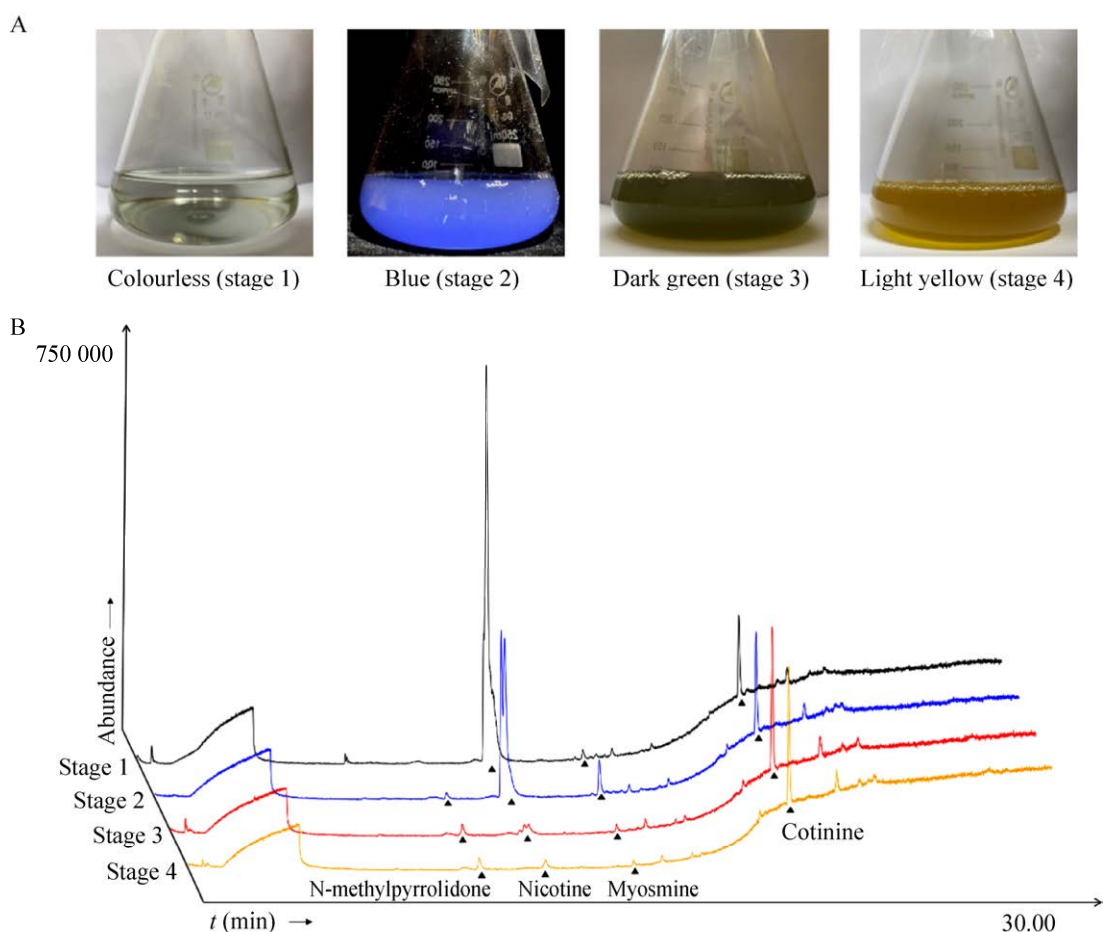 A
Colourless (stage 1)
Blue (stage 2)
Dark green (stage 3)
Light yellow (stage 4)
B
750 000
Abundance
Stage 1
Stage 2
Stage 3
Stage 4
Cotinine
N-methylpyrrolidone
Nicotine
Myosmine
t (min)
30.00